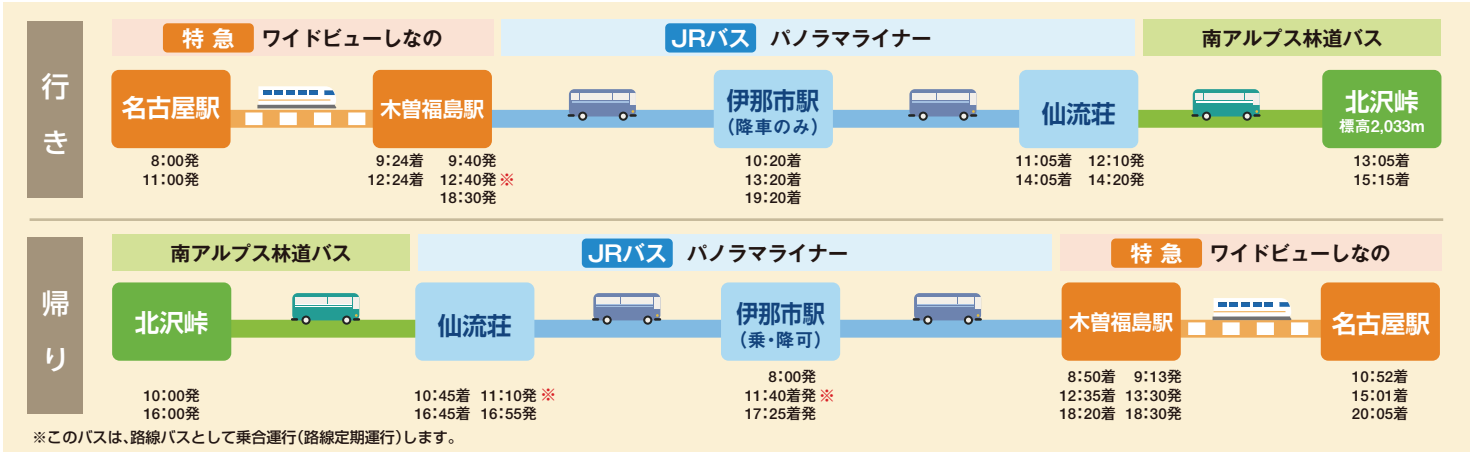 行き
特急 ワイドビューしなの
JRバス パノラマライナー
南アルプス林道バス
名古屋駅
木曽福島駅
伊那市駅
(降車のみ)
仙流荘
北沢峠
標高2,033m
8:00発
11:00発
9:24着 9:40発
12:24着 12:40発※
18:30発
10:20着
13:20着
19:20着
11:05着 12:10発
14:05着 14:20発
13:05着
15:15着
帰り
南アルプス林道バス
JRバス パノラマライナー
特急 ワイドビューしなの
北沢峠
仙流荘
伊那市駅
(乗・降可)
木曽福島駅
名古屋駅
10:00発
16:00発
10:45着 11:10発※
16:45着 16:55発
8:00発
11:40着発※
17:25着発
8:50着 9:13発
12:35着 13:30発
18:20着 18:30発
10:52着
15:01着
20:05着
※このバスは、路線バスとして乗合運行(路線定期運行)します。